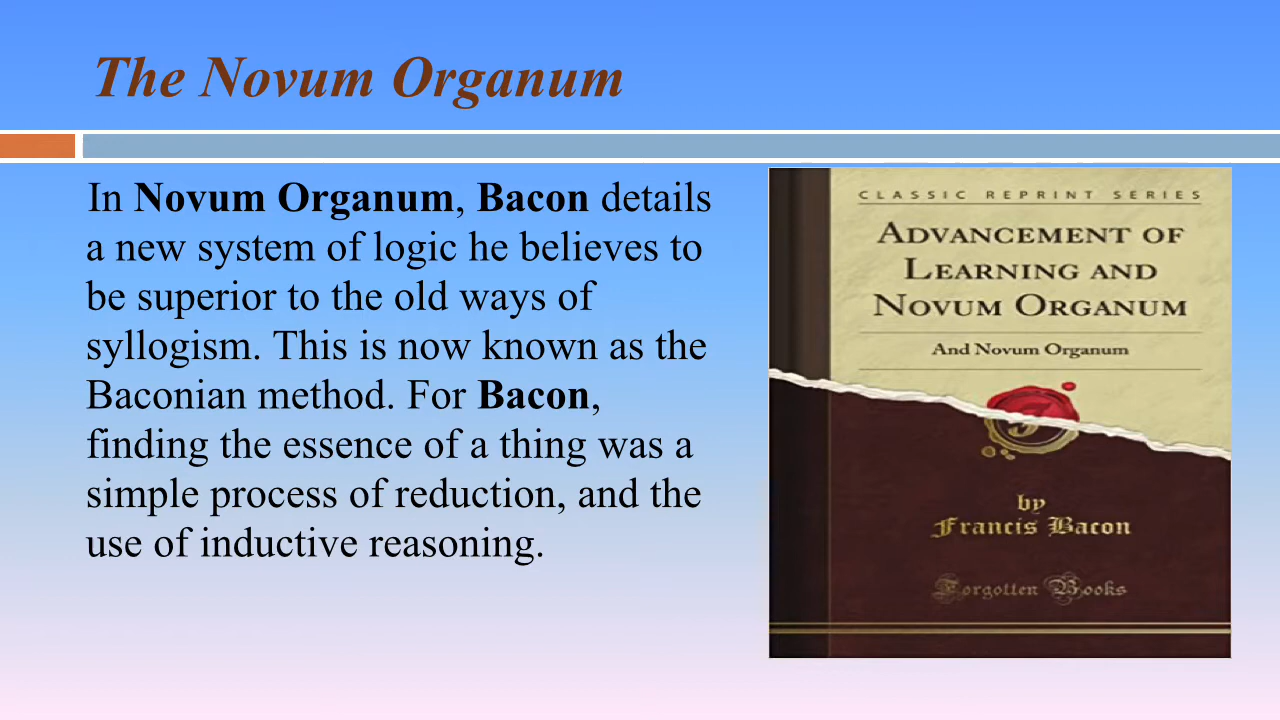 The Novum Organum
In Novum Organum, Bacon details
a new system of logic he believes to
be superior to the old ways of
syllogism. This is now known as the
Baconian method. For Bacon,
finding the essence of a thing was a
simple process of reduction, and the
use of inductive reasoning.
CLASSIC REPRINT SERIES
ADVANCEMENT OF
LEARNING AND
NOVUM ORGANUM
And Novum Organum
by
Francis Bacon
Forgotten Books